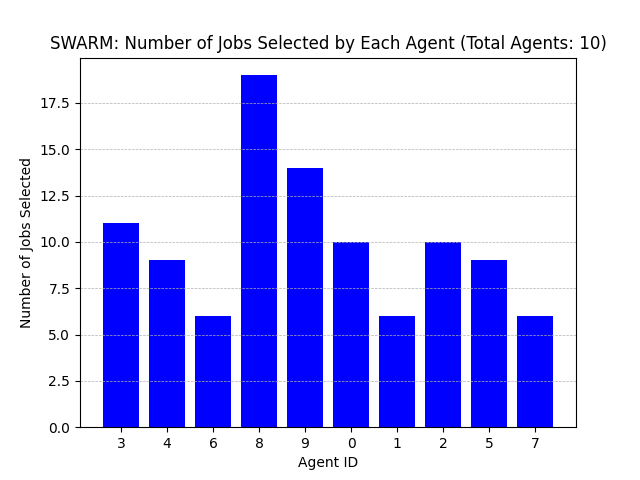 SWARM: Number of Jobs Selected by Each Agent (Total Agents: 10)
Number of Jobs Selected
17.5
15.0
12.5
10.0
7.5
5.0
2.5
0.0
3 4 6 8 9 0 1 2 5 7
Agent ID